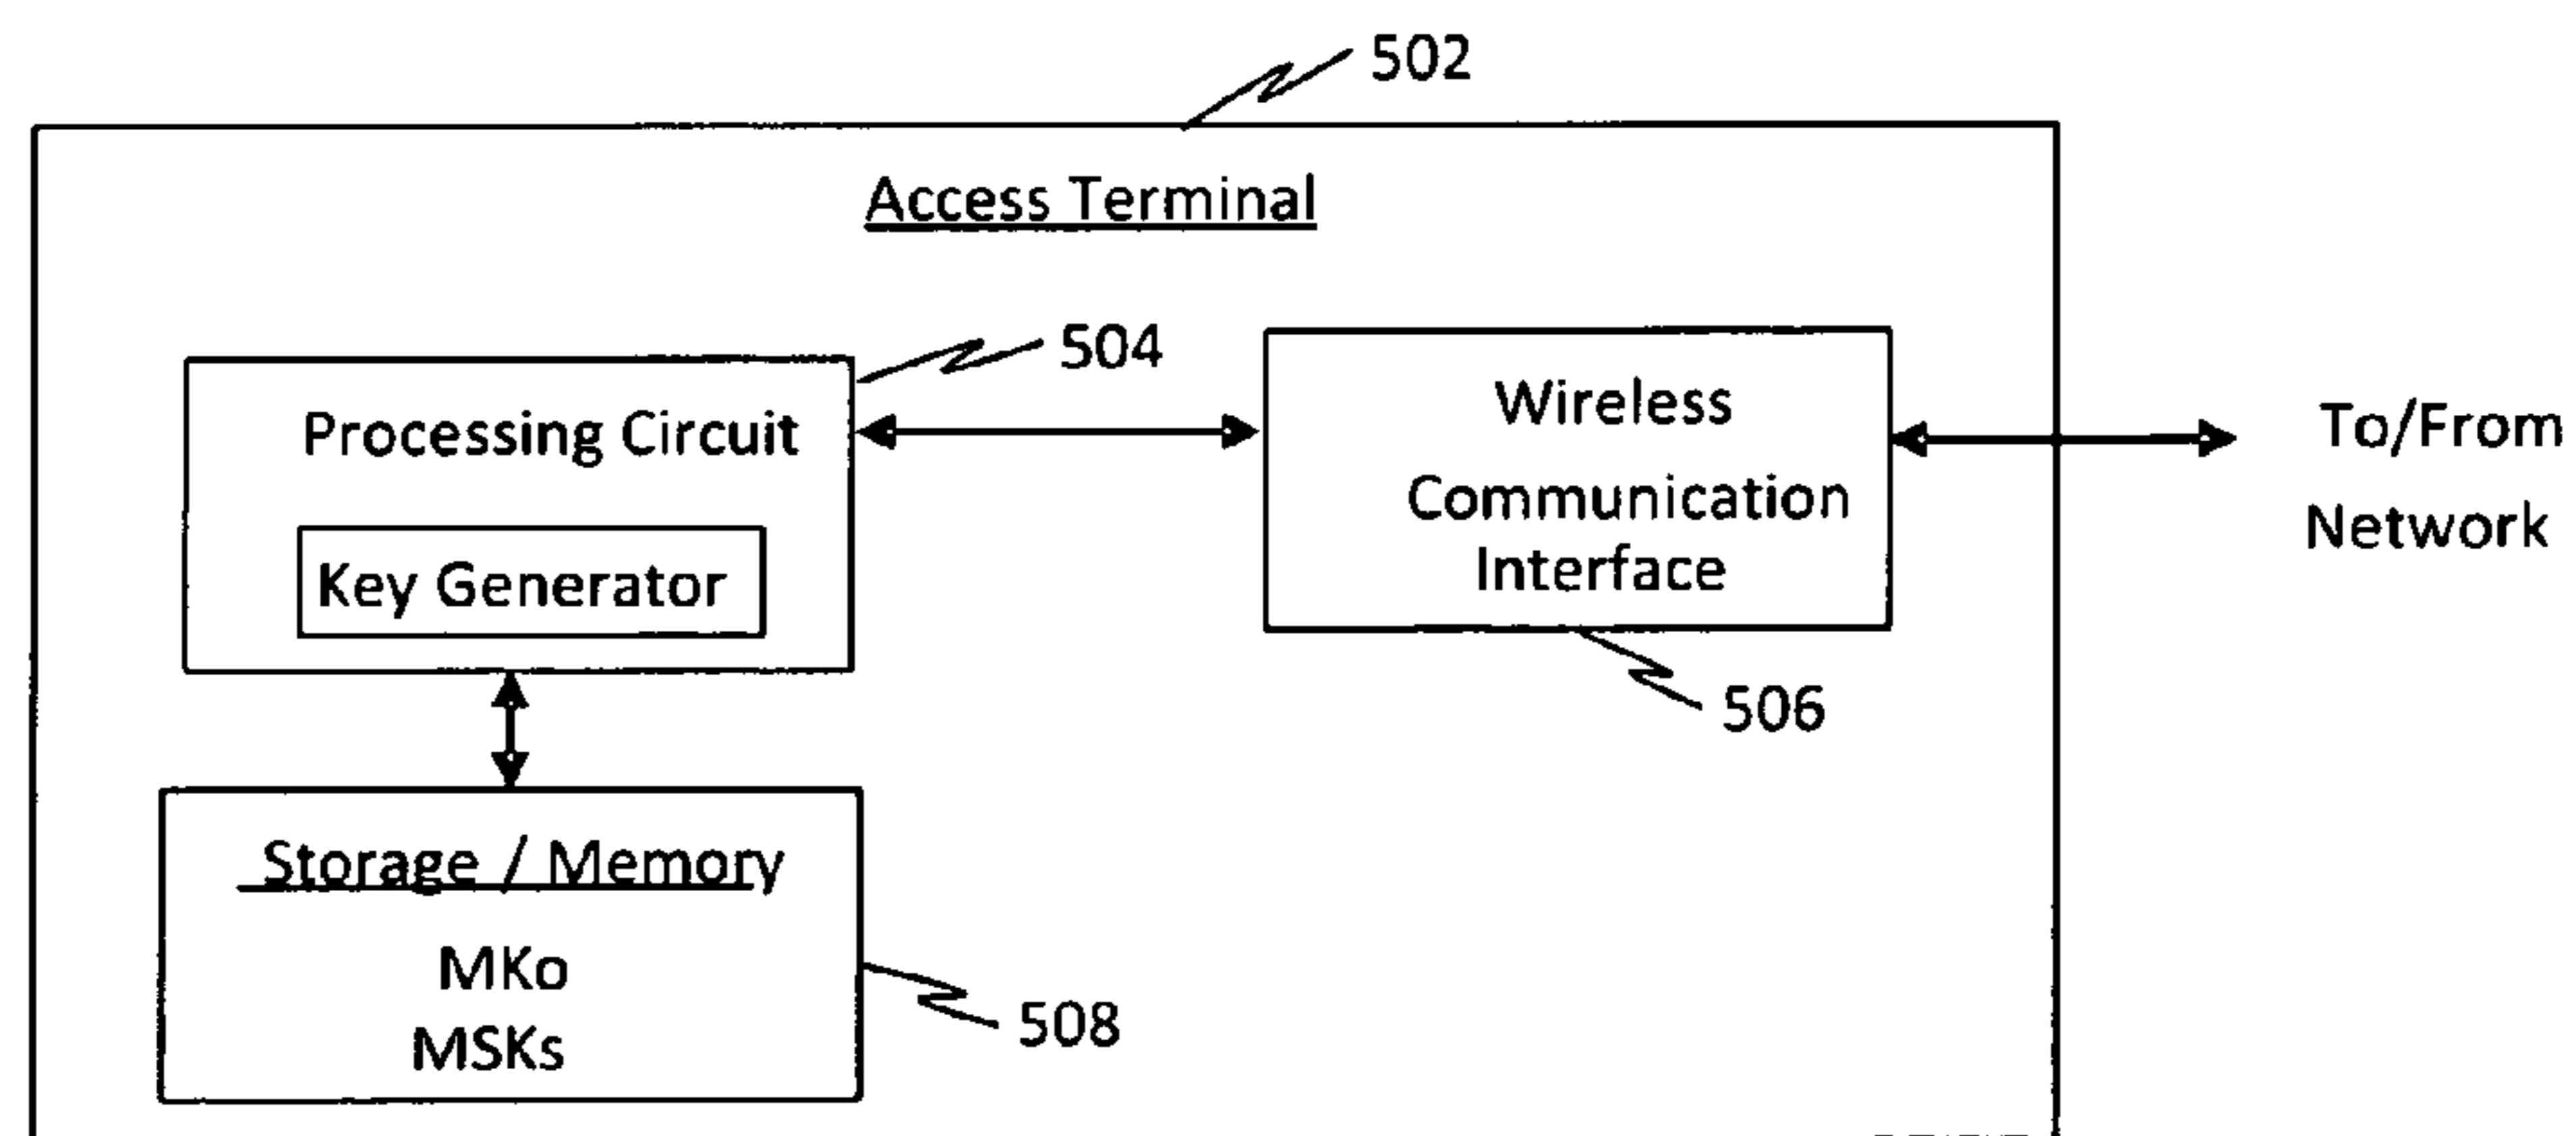 502
Access Terminal
504
Processing Circuit
Key Generator
Wireless
Communication
Interface
506
To/From
Network
Storage / Memory
MKo
MSKs
508